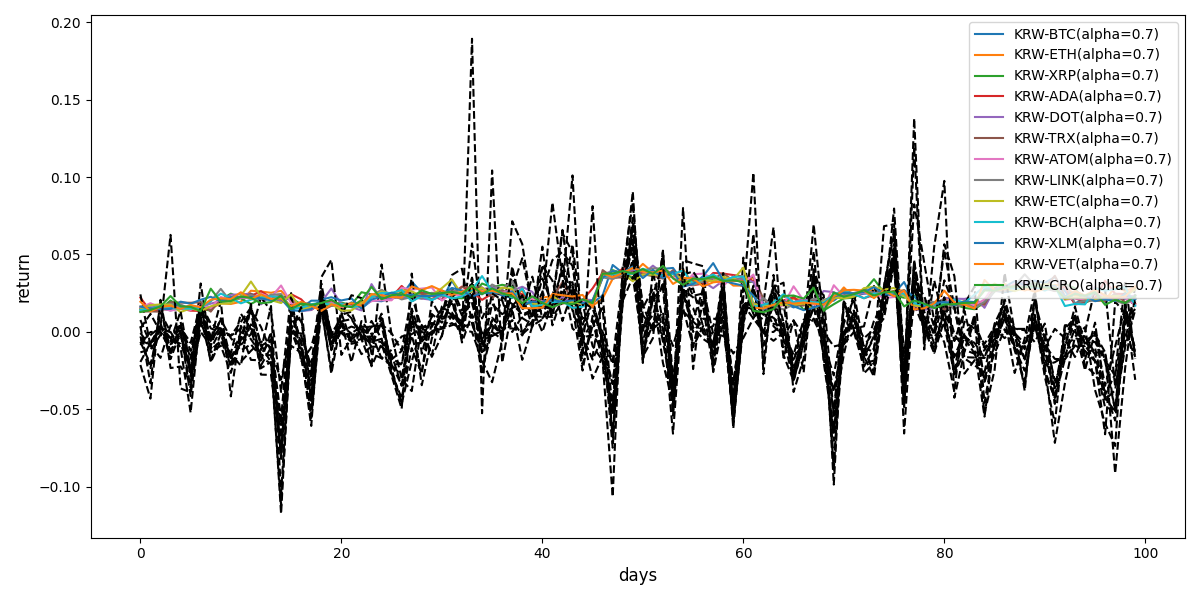 0.20
0.15
0.10
0.05
0.00
−0.05
−0.10
return
0
20
40
60
80
100
days
KRW-BTC(alpha=0.7)
KRW-ETH(alpha=0.7)
KRW-XRP(alpha=0.7)
KRW-ADA(alpha=0.7)
KRW-DOT(alpha=0.7)
KRW-TRX(alpha=0.7)
KRW-ATOM(alpha=0.7)
KRW-LINK(alpha=0.7)
KRW-ETC(alpha=0.7)
KRW-BCH(alpha=0.7)
KRW-XLM(alpha=0.7)
KRW-VET(alpha=0.7)
KRW-CRO(alpha=0.7)